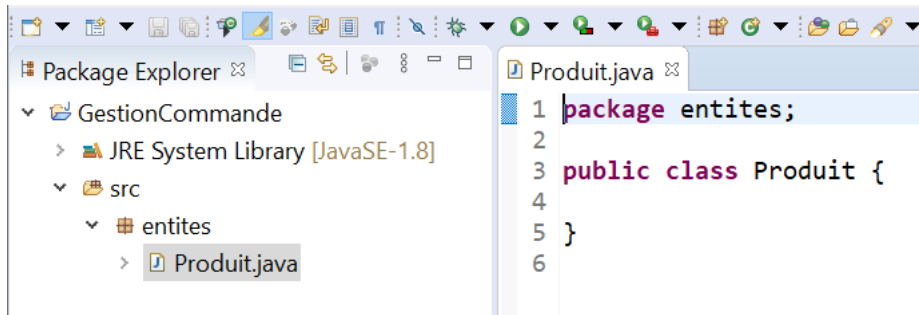 Package Explorer
GestionCommande
JRE System Library [JavaSE-1.8]
src
entites
Produit.java
Produit.java
1 package entites;
2
3 public class Produit {
4
5 }
6